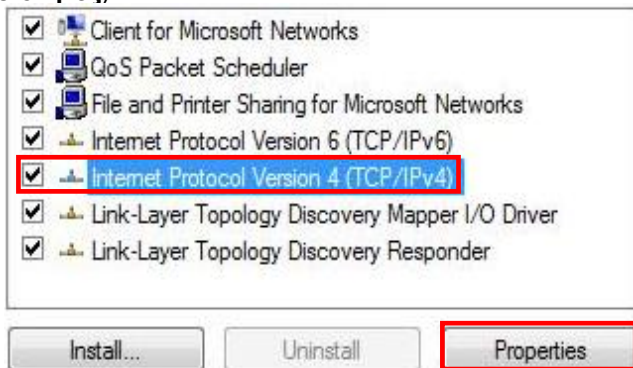 Client for Microsoft Networks
QoS Packet Scheduler
File and Printer Sharing for Microsoft Networks
Internet Protocol Version 6 (TCP/IPv6)
Internet Protocol Version 4 (TCP/IPv4)
Link-Layer Topology Discovery Mapper I/O Driver
Link-Layer Topology Discovery Responder
Install... Uninstall Properties